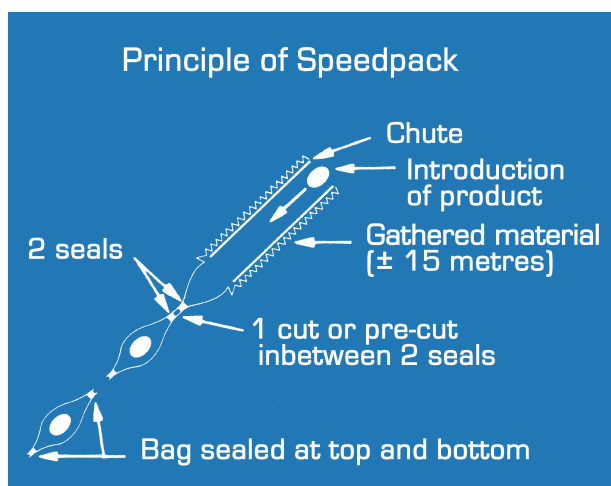 Principle of Speedpack
Chute
Introduction
of product
Gathered material
(± 15 metres)
2 seals
1 cut or pre-cut
inbetween 2 seals
Bag sealed at top and bottom